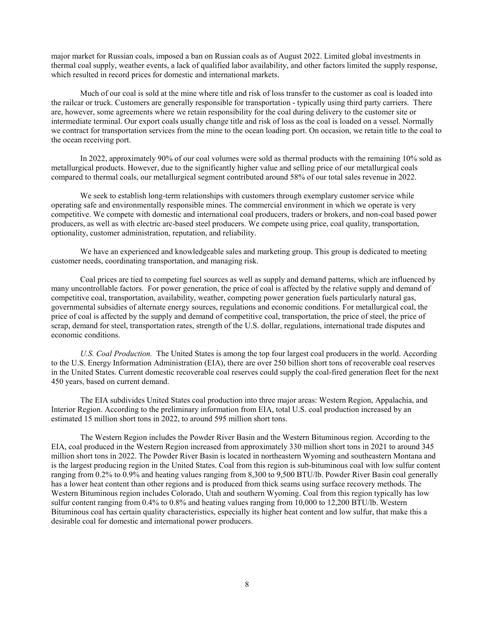 major market for Russian coals, imposed a ban on Russian coals as of August 2022. Limited global investments in
thermal coal supply, weather events, a lack of qualified labor availability, and other factors limited the supply response,
which resulted in record prices for domestic and international markets.
Much of our coal is sold at the mine where title and risk of loss transfer to the customer as coal is loaded into
the railcar or truck. Customers are generally responsible for transportation - typically using third party carriers. There
are, however, some agreements where we retain responsibility for the coal during delivery to the customer site or
intermediate terminal. Our export coals usually change title and risk of loss as the coal is loaded on a vessel. Normally
we contract for transportation services from the mine to the ocean loading port. On occasion, we retain title to the coal to
the ocean receiving port.
In 2022, approximately 90% of our coal volumes were sold as thermal products with the remaining 10% sold as
metallurgical products. However, due to the significantly higher value and selling price of our metallurgical coals
compared to thermal coals, our metallurgical segment contributed around 58% of our total sales revenue in 2022.
We seek to establish long-term relationships with customers through exemplary customer service while
operating safe and environmentally responsible mines. The commercial environment in which we operate is very
competitive. We compete with domestic and international coal producers, traders or brokers, and non-coal based power
producers, as well as with electric arc-based steel producers. We compete using price, coal quality, transportation,
optionality, customer administration, reputation, and reliability.
We have an experienced and knowledgeable sales and marketing group. This group is dedicated to meeting
customer needs, coordinating transportation, and managing risk.
Coal prices are tied to competing fuel sources as well as supply and demand patterns, which are influenced by
many uncontrollable factors. For power generation, the price of coal is affected by the relative supply and demand of
competitive coal, transportation, availability, weather, competing power generation fuels particularly natural gas,
governmental subsidies of alternate energy sources, regulations and economic conditions. For metallurgical coal, the
price of coal is affected by the supply and demand of competitive coal, transportation, the price of steel, the price of
scrap, demand for steel, transportation rates, strength of the U.S. dollar, regulations, international trade disputes and
economic conditions.
U.S. Coal Production. The United States is among the top four largest coal producers in the world. According
to the U.S. Energy Information Administration (EIA), there are over 250 billion short tons of recoverable coal reserves
in the United States. Current domestic recoverable coal reserves could supply the coal-fired generation fleet for the next
450 years, based on current demand.
The EIA subdivides United States coal production into three major areas: Western Region, Appalachia, and
Interior Region. According to the preliminary information from EIA, total U.S. coal production increased by an
estimated 15 million short tons in 2022, to around 595 million short tons.
The Western Region includes the Powder River Basin and the Western Bituminous region. According to the
EIA, coal produced in the Western Region increased from approximately 330 million short tons in 2021 to around 345
million short tons in 2022. The Powder River Basin is located in northeastern Wyoming and southeastern Montana and
is the largest producing region in the United States. Coal from this region is sub-bituminous coal with low sulfur content
ranging from 0.2% to 0.9% and heating values ranging from 8,300 to 9,500 BTU/lb. Powder River Basin coal generally
has a lower heat content than other regions and is produced from thick seams using surface recovery methods. The
Western Bituminous region includes Colorado, Utah and southern Wyoming. Coal from this region typically has low
sulfur content ranging from 0.4% to 0.8% and heating values ranging from 10,000 to 12,200 BTU/lb. Western
Bituminous coal has certain quality characteristics, especially its higher heat content and low sulfur, that make this a
desirable coal for domestic and international power producers.
8